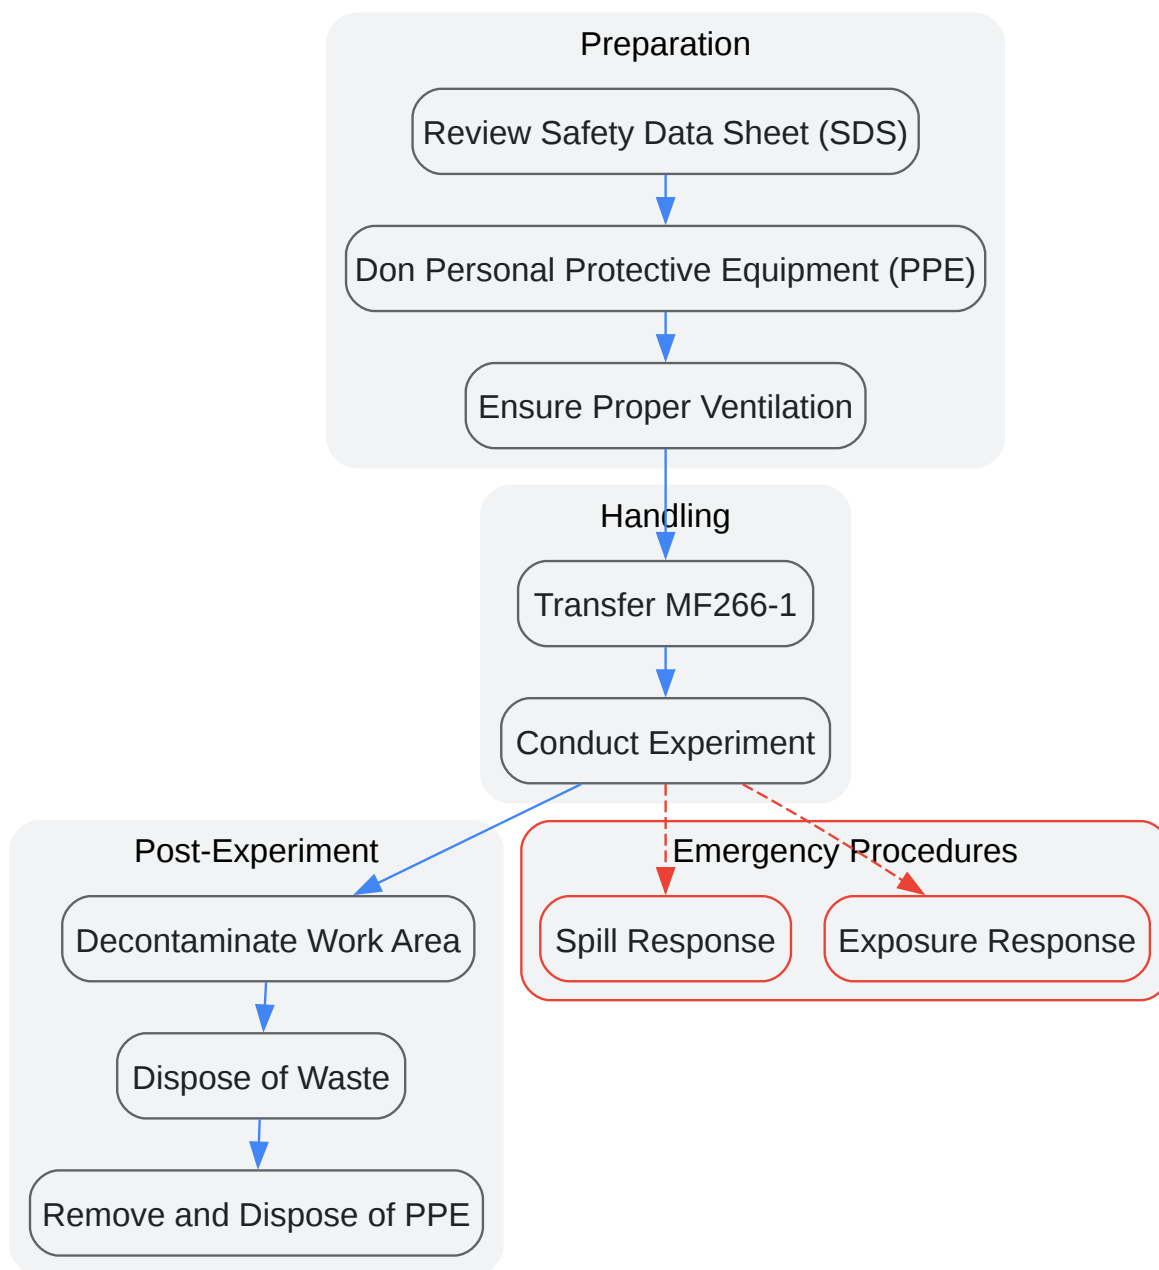 Preparation
Review Safety Data Sheet (SDS)
Don Personal Protective Equipment (PPE)
Ensure Proper Ventilation
Handling
Transfer MF266-1
Conduct Experiment
Post-Experiment
Decontaminate Work Area
Dispose of Waste
Remove and Dispose of PPE
Emergency Procedures
Spill Response
Exposure Response